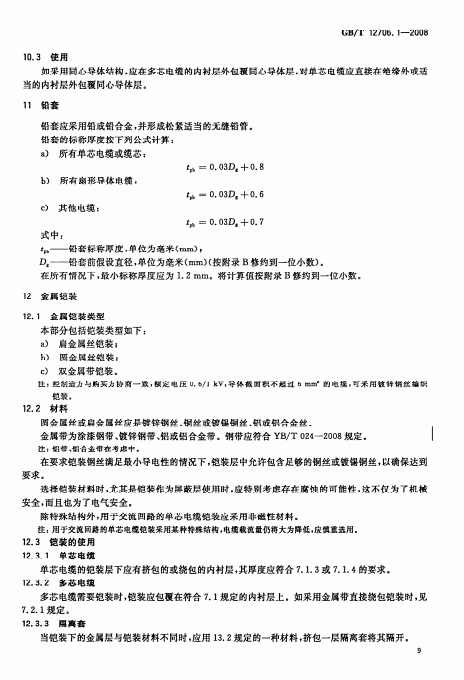 GB/T 12706.1—2008
10.3 使用
如采用同心导体结构,应在多芯电缆的内衬层外包覆同心导体层,对单芯电缆应直接在绝缘外或适
当的内衬层外包覆同心导体层。
11 铅套
铅套应采用铅或铅合金,并形成松紧适当的无缝铅管。
铅套的标称厚度按下列公式计算:
a) 所有单芯电缆或缆芯:
tpb = 0.03Dg + 0.8
b) 所有扇形导体电缆:
tpb = 0.03Dg + 0.6
c) 其他电缆:
tpb = 0.03Dg + 0.7
式中:
tpb——铅套标称厚度,单位为毫米(mm);
Dg——铅套前假设直径,单位为毫米(mm)(按附录 B 修约到一位小数)。
在所有情况下,最小标称厚度应为 1.2 mm。将计算值按附录 B 修约到一位小数。
12 金属铠装
12.1 金属铠装类型
本部分包括铠装类型如下:
a) 扁金属丝铠装;
b) 圆金属丝铠装;
c) 双金属带铠装。
注:经制造方与购买方协商一致,额定电压 0.6/1 kV,导体截面积不超过 6 mm² 的电缆,可采用镀锌钢丝编织
铠装。
12.2 材料
圆金属丝或扁金属丝应是镀锌钢丝、铜丝或镀锡铜丝、铝或铝合金丝。
金属带为涂漆钢带、镀锌钢带、铝或铝合金带。钢带应符合 YB/T 024—2008 规定。
注:铝带、铝合金带在考虑中。
在要求铠装钢丝满足最小导电性的情况下,铠装层中允许包含足够的铜丝或镀锡铜丝,以确保达到
要求。
选择铠装材料时,尤其是铠装作为屏蔽层使用时,应特别考虑存在腐蚀的可能性,这不仅为了机械
安全,而且也为了电气安全。
除特殊结构外,用于交流回路的单芯电缆铠装应采用非磁性材料。
注:用于交流回路的单芯电缆铠装采用某种特殊结构,电缆载流量仍将大为降低,应慎重选用。
12.3 铠装的使用
12.3.1 单芯电缆
单芯电缆的铠装层下应有挤包的或绕包的内衬层,其厚度应符合 7.1.3 或 7.1.4 的要求。
12.3.2 多芯电缆
多芯电缆需要铠装时,铠装应包覆在符合 7.1 规定的内衬层上。如采用金属带直接绕包铠装时,见
7.2.1 规定。
12.3.3 隔离套
当铠装下的金属层与铠装材料不同时,应用 13.2 规定的一种材料,挤包一层隔离套将其隔开。
9